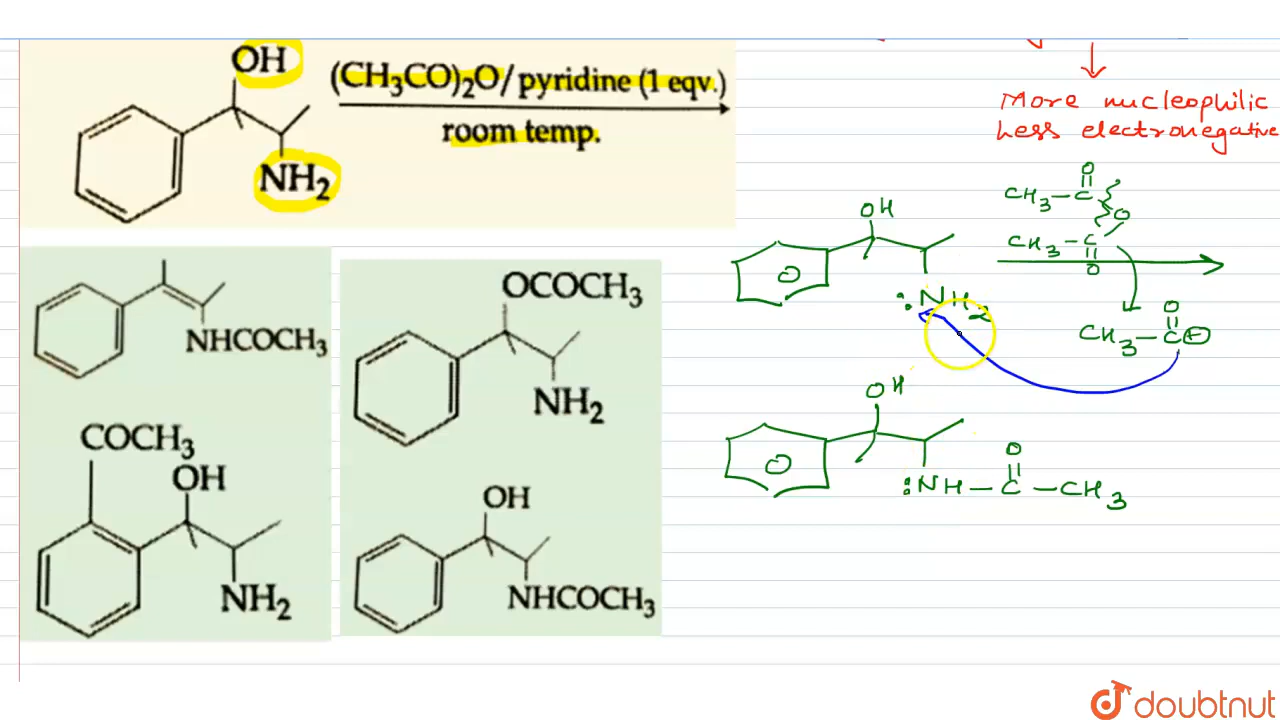 OH
(CH₃CO)₂O/pyridine (1 eqv.)
room temp.
NH₂
NHCOCH₃
OCOCH₃
NH₂
COCH₃
OH
NH₂
OH
NHCOCH₃
More nucleophilic
Less electronegative
O
CH₃-C
O
CH₃-C
O
OH
:NH₂
O
CH₃-C+
OH
O
:NH-C-CH₃
doubtnut